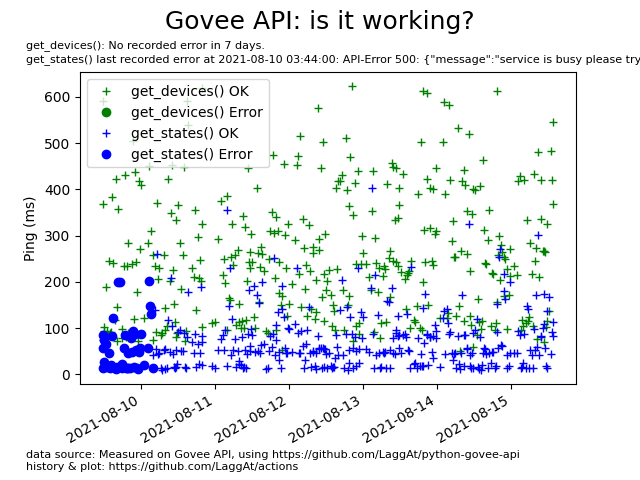 Govee API: is it working?
get_devices(): No recorded error in 7 days.
get_states() last recorded error at 2021-08-10 03:44:00: API-Error 500: {"message":"service is busy please try
get_devices() OK
get_devices() Error
get_states() OK
get_states() Error
Ping (ms)
600
500
400
300
200
100
0
2021-08-10
2021-08-11
2021-08-12
2021-08-13
2021-08-14
2021-08-15
data source: Measured on Govee API, using https://github.com/LaggAt/python-govee-api
history & plot: https://github.com/LaggAt/actions